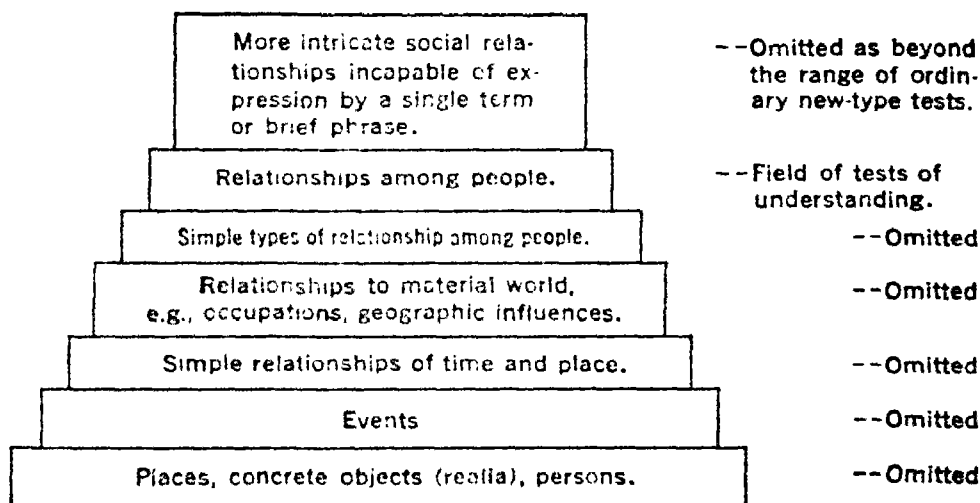 More intricate social rela-
tionships incapable of ex-
pression by a single term
or brief phrase.
--Omitted as beyond
the range of ordin-
ary new-type tests.
Relationships among people.
--Field of tests of
understanding.
Simple types of relationship among people.
--Omitted
Relationships to material world,
e.g., occupations, geographic influences.
--Omitted
Simple relationships of time and place.
--Omitted
Events
--Omitted
Places, concrete objects (realia), persons.
--Omitted